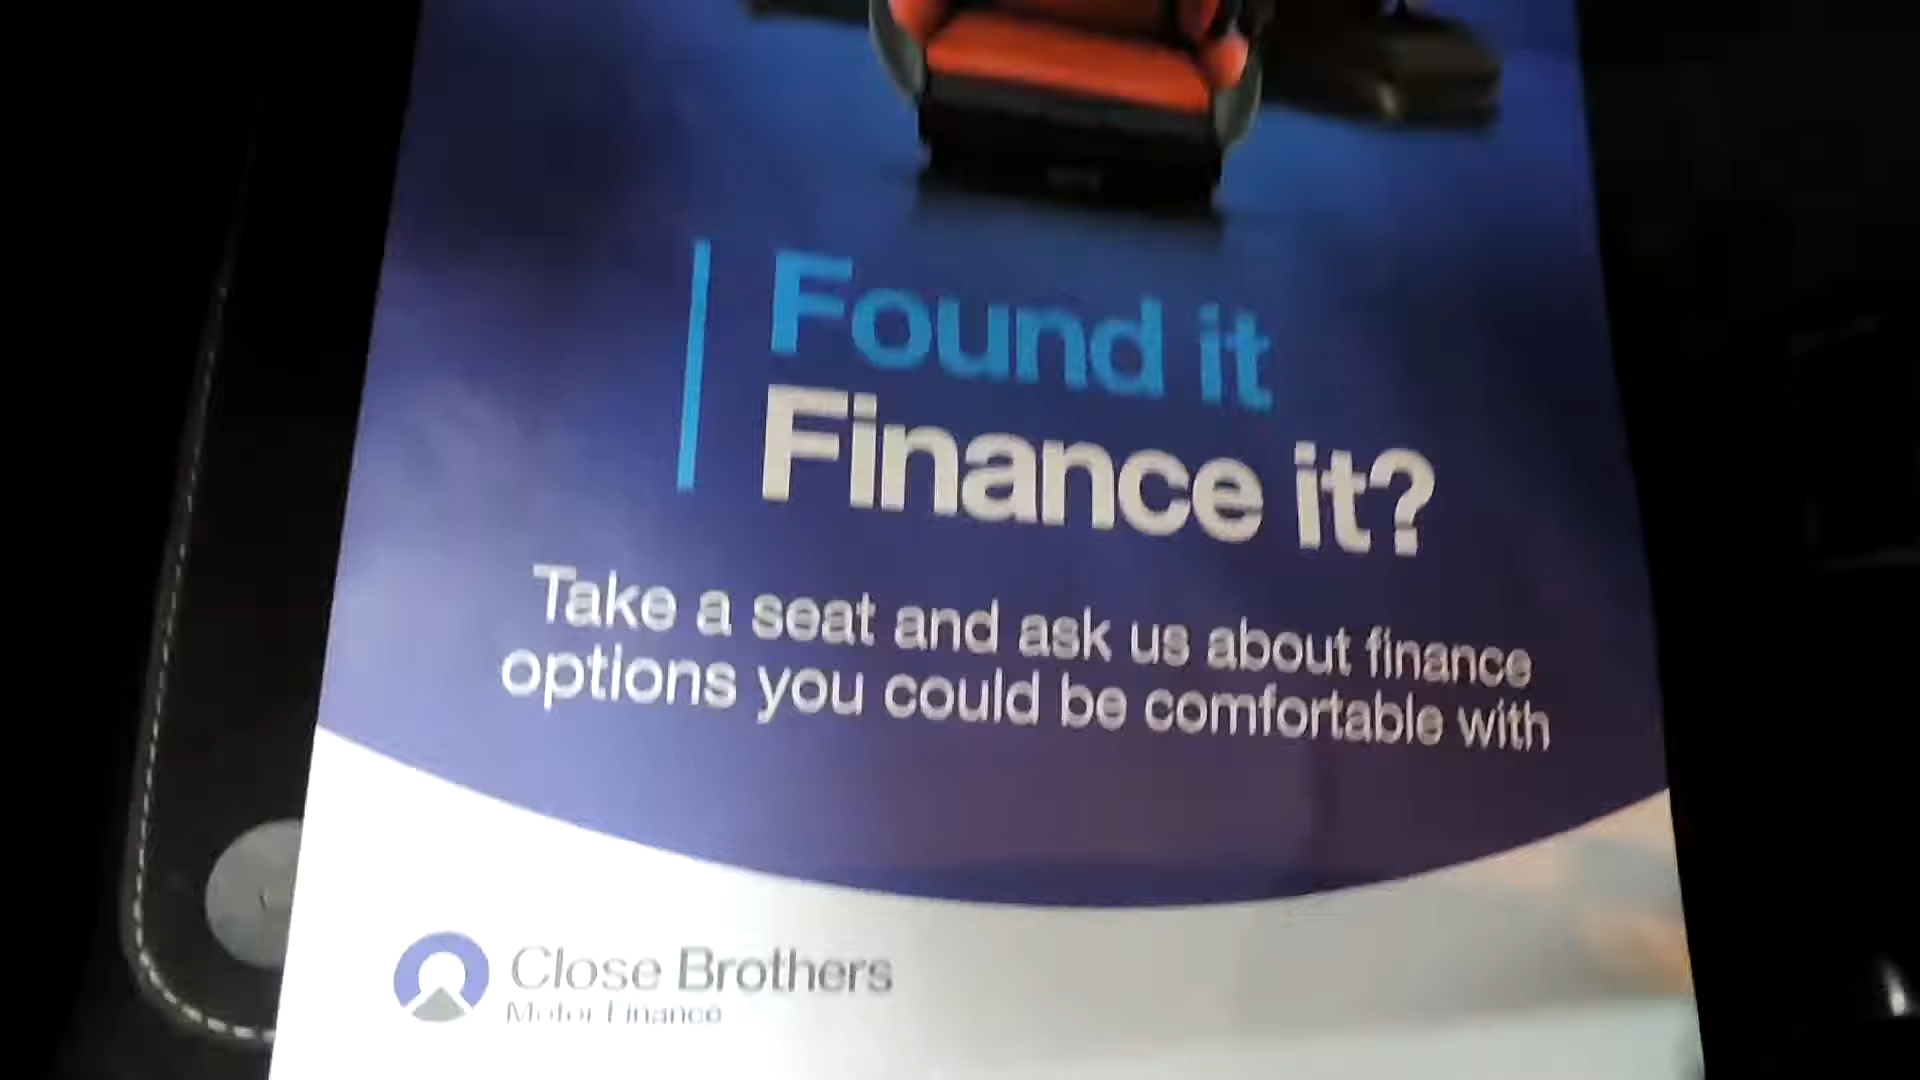 Found it
Finance it?
Take a seat and ask us about finance
options you could be comfortable with
Close Brothers
Motor Finance